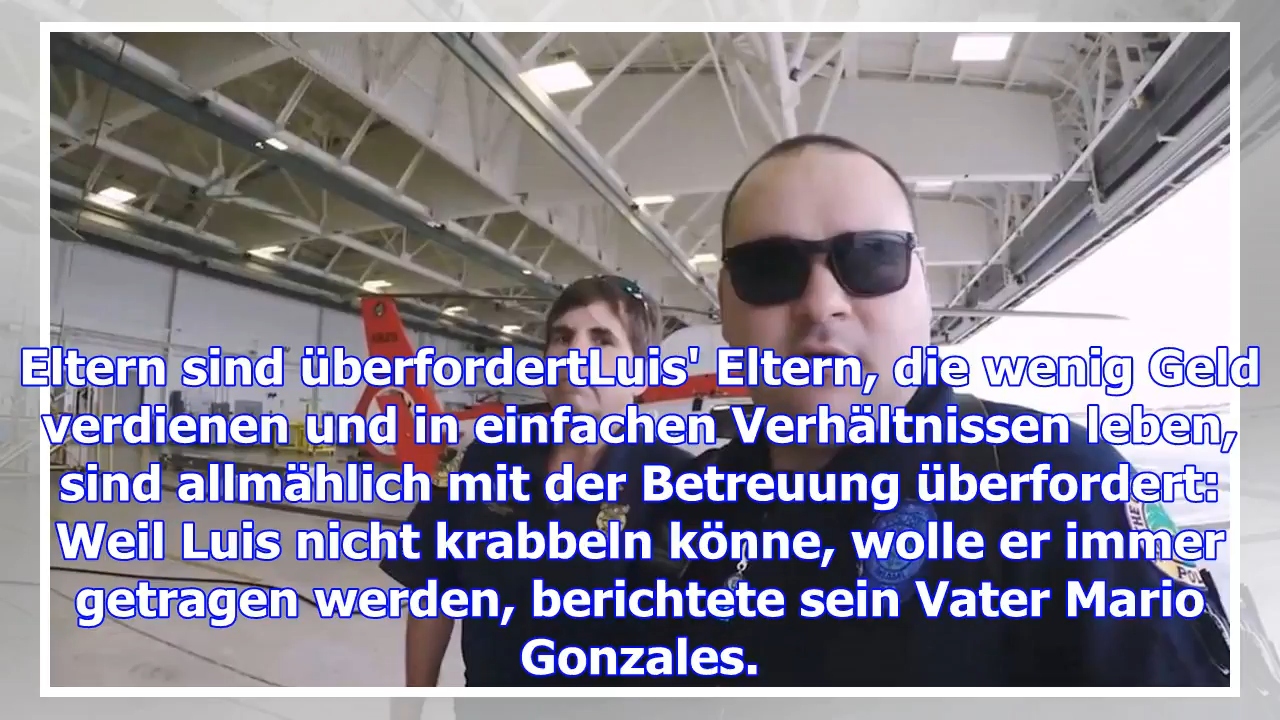 Eltern sind überfordertLuis' Eltern, die wenig Geld
verdienen und in einfachen Verhältnissen leben,
sind allmählich mit der Betreuung überfordert:
Weil Luis nicht krabbeln könne, wolle er immer
getragen werden, berichtete sein Vater Mario
Gonzales.